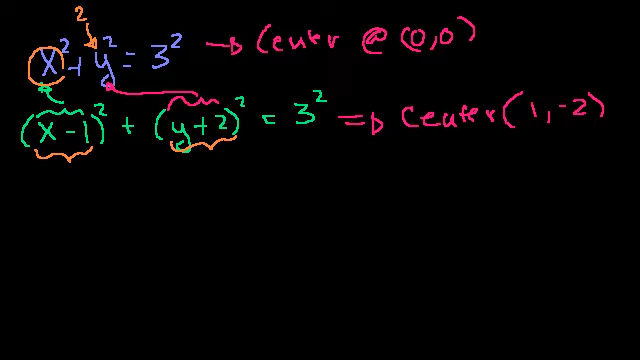 2
x² + y² = 3² → Center @ (0,0)
(x - 1)² + (y + 2)² = 3² ⇒ Center (1, -2)